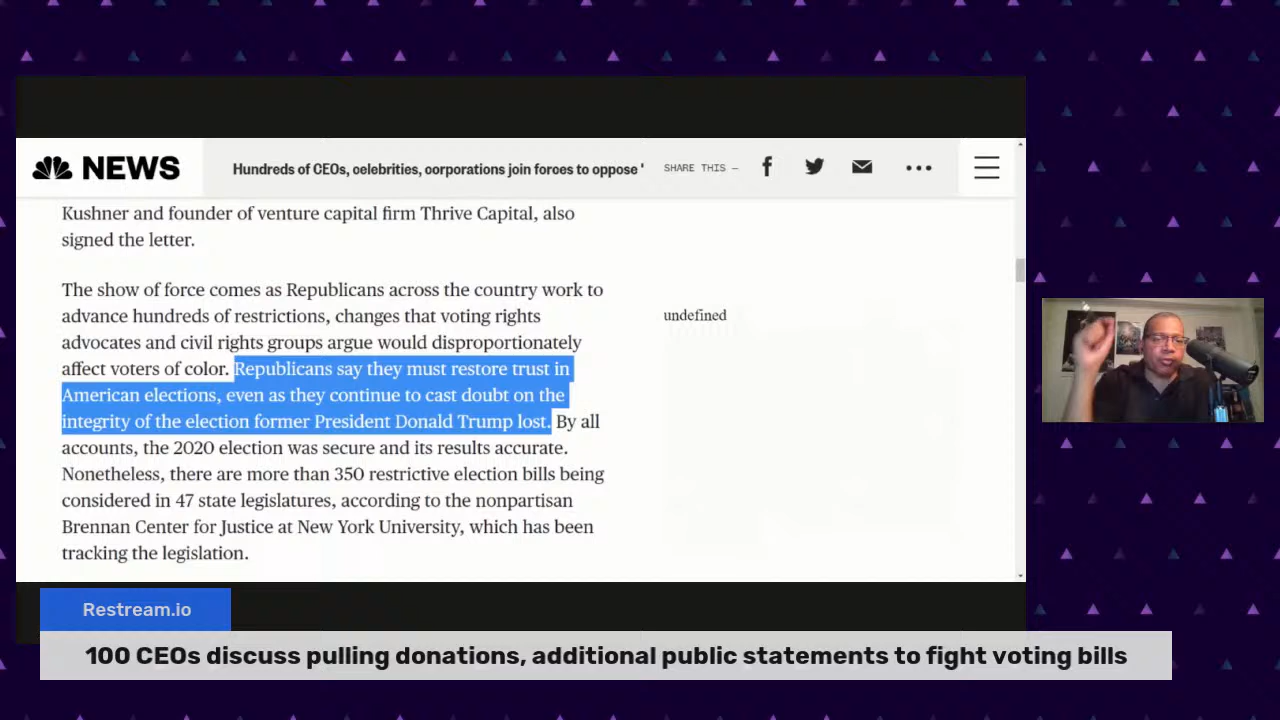 NEWS
Hundreds of CEOs, celebrities, corporations join forces to oppose '
SHARE THIS –
Kushner and founder of venture capital firm Thrive Capital, also
signed the letter.
The show of force comes as Republicans across the country work to
advance hundreds of restrictions, changes that voting rights
advocates and civil rights groups argue would disproportionately
affect voters of color. Republicans say they must restore trust in
American elections, even as they continue to cast doubt on the
integrity of the election former President Donald Trump lost. By all
accounts, the 2020 election was secure and its results accurate.
Nonetheless, there are more than 350 restrictive election bills being
considered in 47 state legislatures, according to the nonpartisan
Brennan Center for Justice at New York University, which has been
tracking the legislation.
undefined
Restream.io
100 CEOs discuss pulling donations, additional public statements to fight voting bills